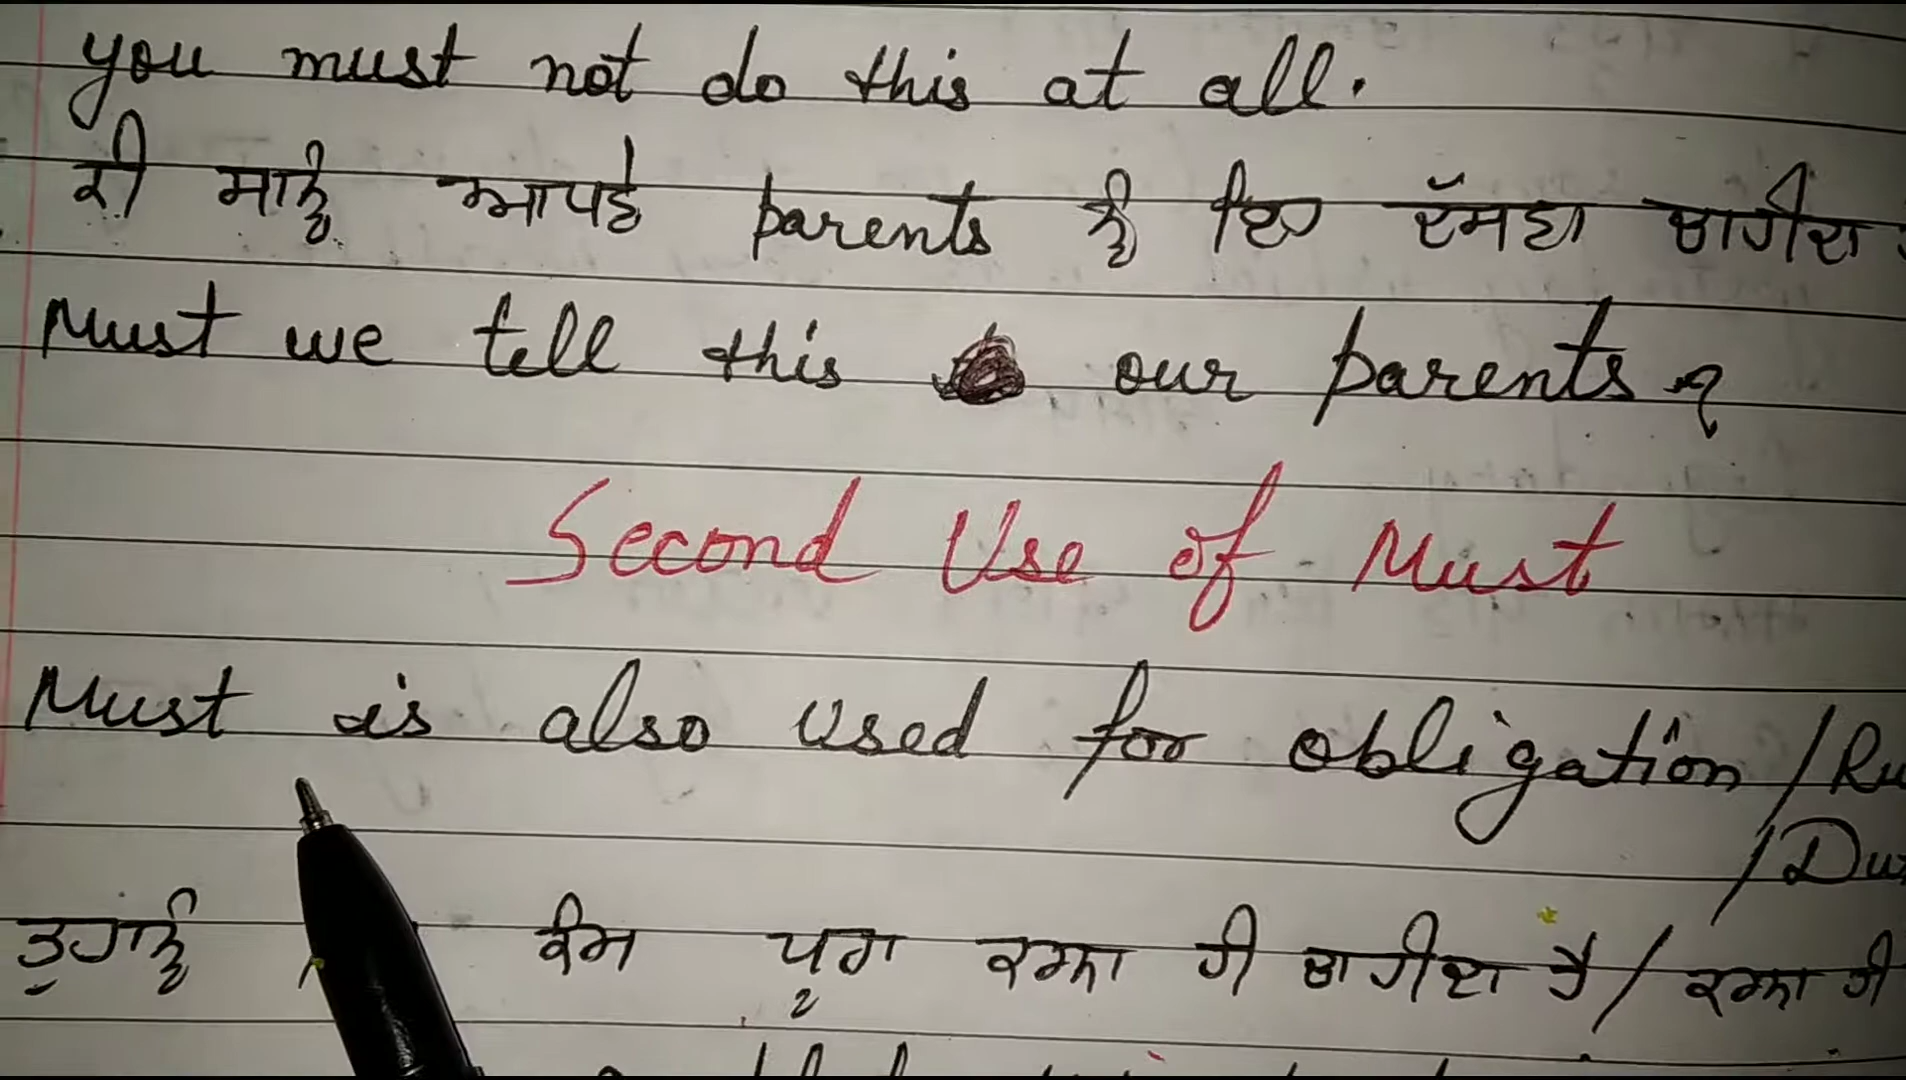 you must not do this at all.
ਕੀ ਸਾਨੂੰ ਆਪਣੇ parents ਨੂੰ ਇਹ ਦੱਸਣਾ ਚਾਹੀਦਾ
Must we tell this our parents ?
Second Use of Must
Must is also used for obligation /
/
ਤੁਹਾਨੂੰ ਕੰਮ ਪੂਰਾ ਕਰਨਾ ਹੀ ਚਾਹੀਦਾ ਹੈ / ਕਰਨਾ ਹੀ